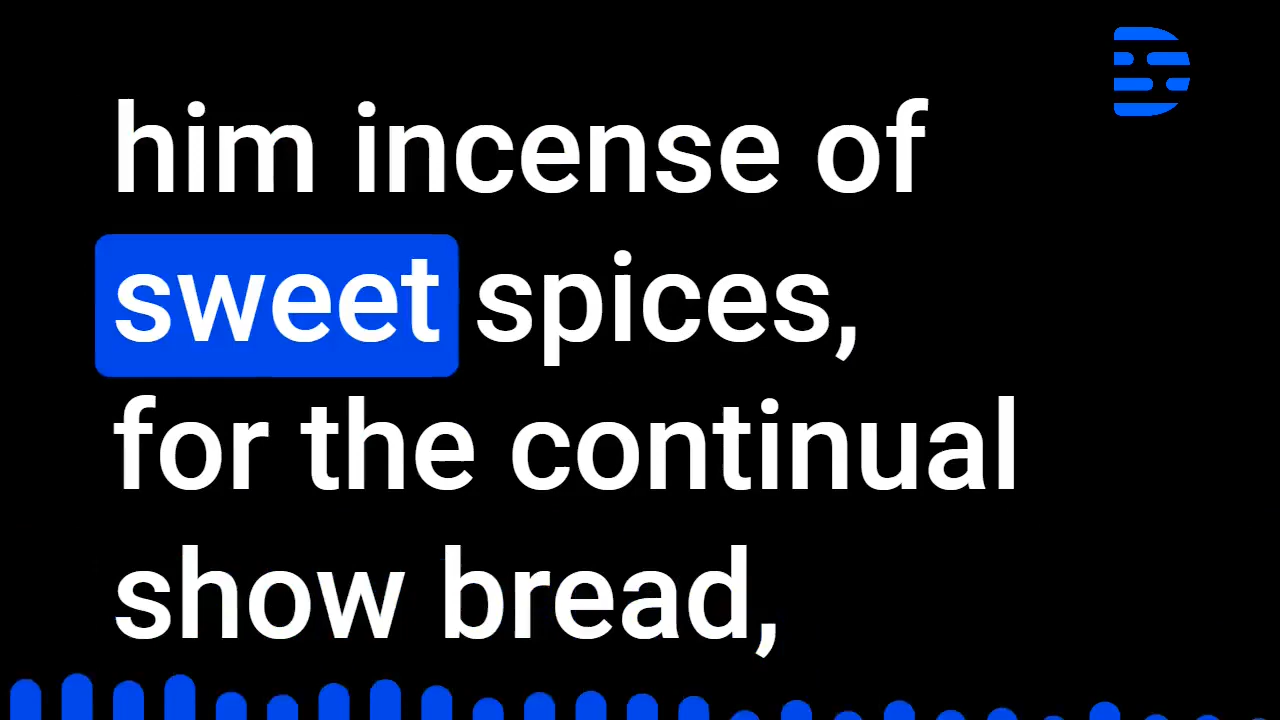 him incense of
sweet spices,
for the continual
show bread,